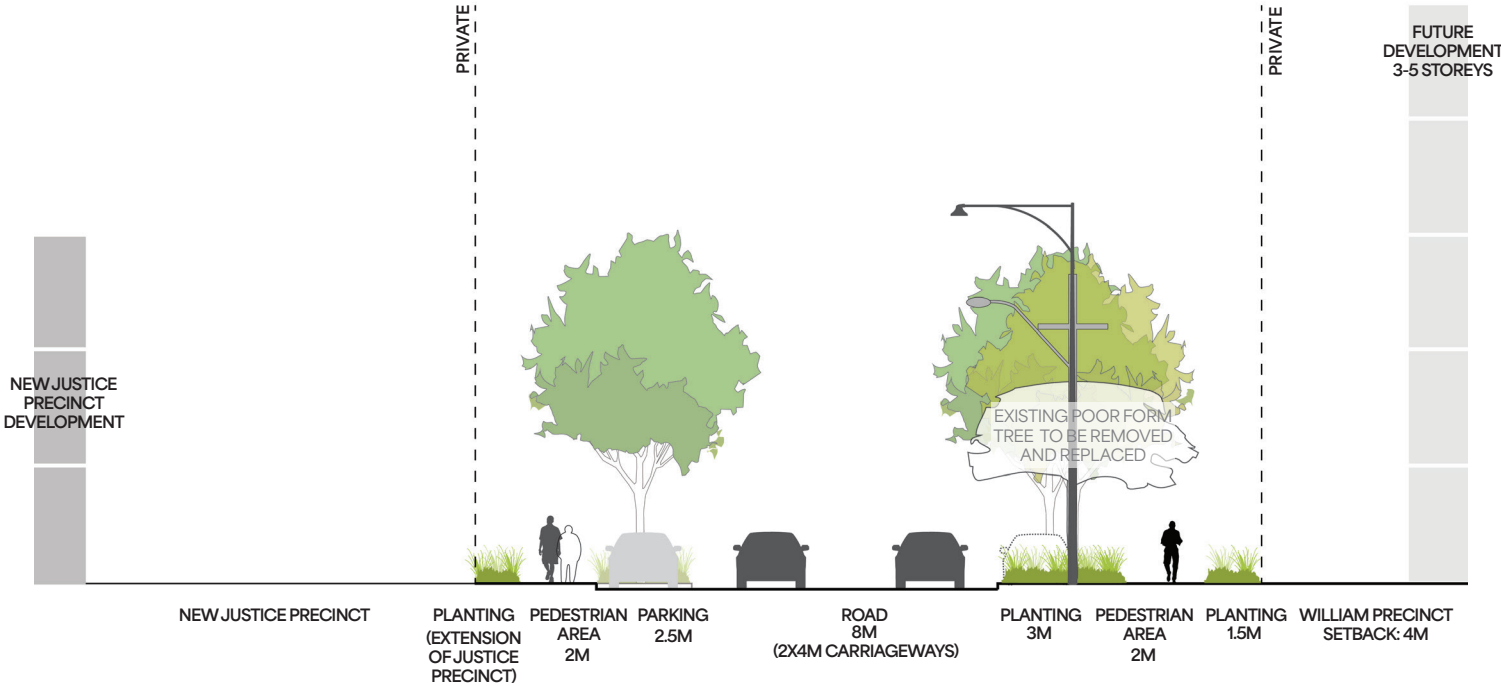 PRIVATE
PRIVATE
FUTURE
DEVELOPMENT
3-5 STOREYS
NEW JUSTICE
PRECINCT
DEVELOPMENT
EXISTING POOR FORM
TREE TO BE REMOVED
AND REPLACED
NEW JUSTICE PRECINCT
PLANTING
(EXTENSION
OF JUSTICE
PRECINCT)
PEDESTRIAN
AREA
2M
PARKING
2.5M
ROAD
8M
(2X4M CARRIAGEWAYS)
PLANTING
3M
PEDESTRIAN
AREA
2M
PLANTING
1.5M
WILLIAM PRECINCT
SETBACK: 4M